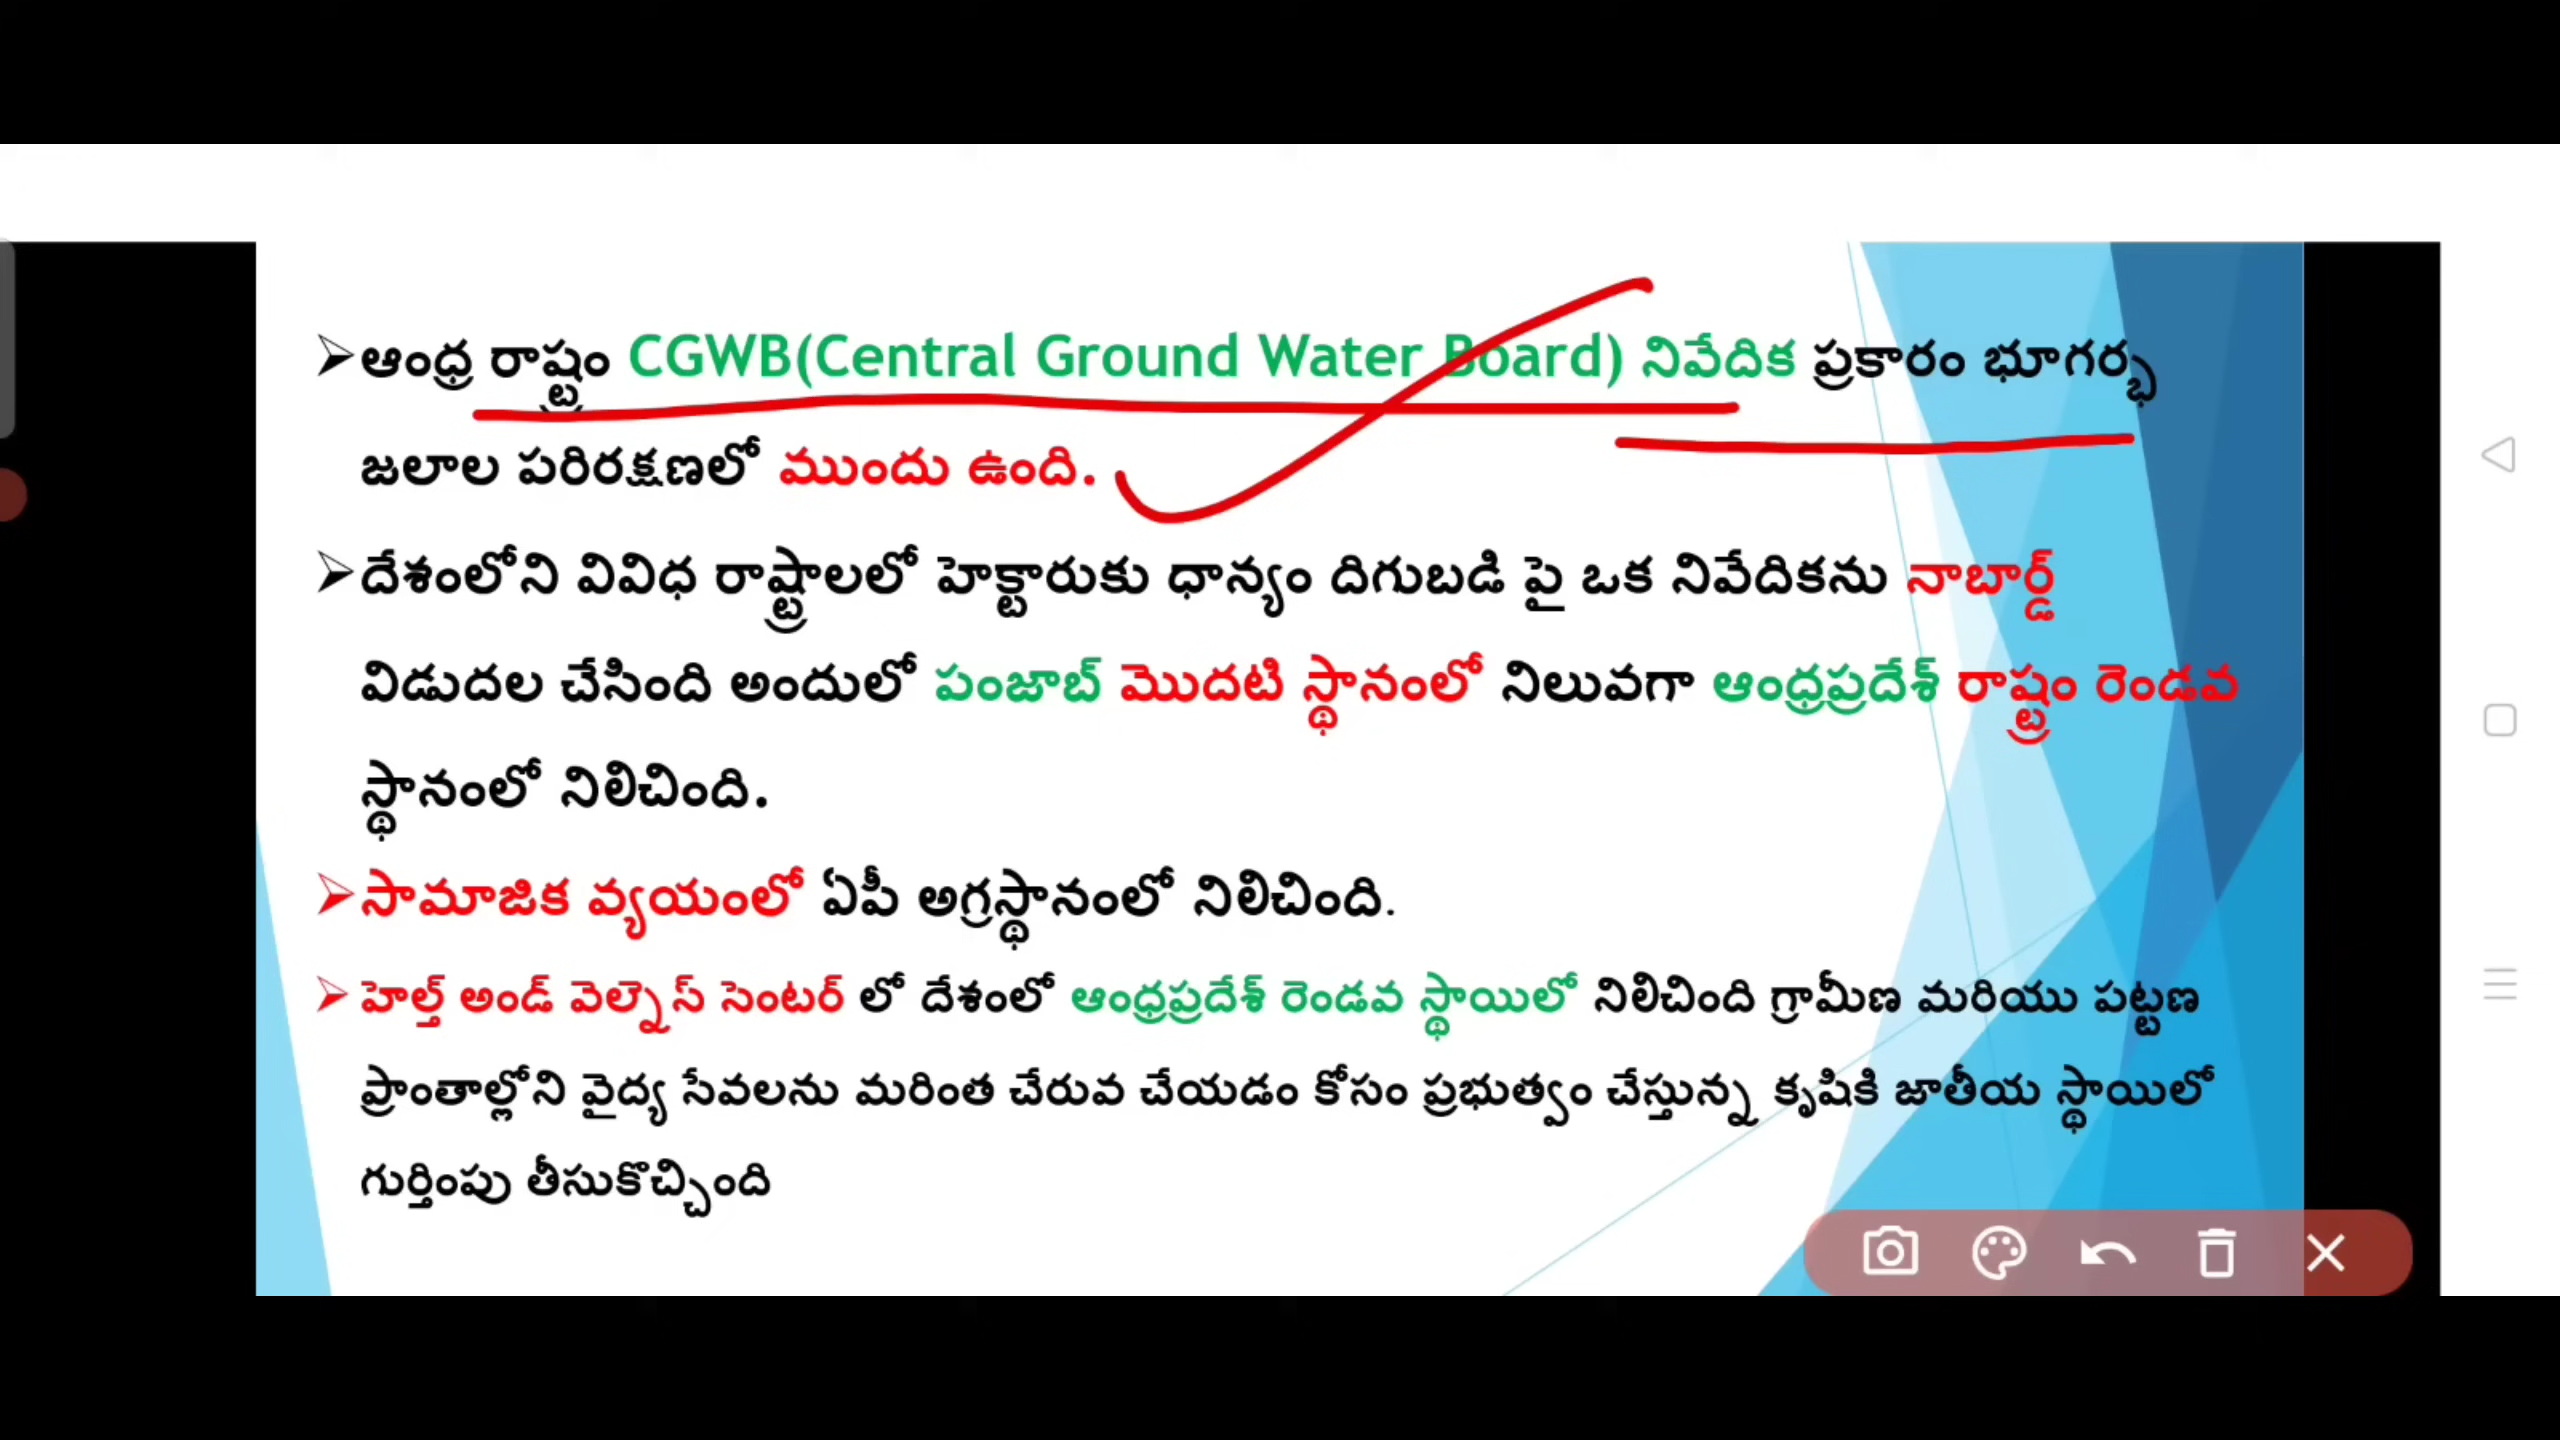 ➢ఆంధ్ర రాష్ట్రం CGWB(Central Ground Water Board) నివేదిక ప్రకారం భూగర్భ
జలాల పరిరక్షణలో ముందు ఉంది.
➢దేశంలోని వివిధ రాష్ట్రాలలో హెక్టారుకు ధాన్యం దిగుబడి పై ఒక నివేదికను నాబార్డ్
విడుదల చేసింది అందులో పంజాబ్ మొదటి స్థానంలో నిలువగా ఆంధ్రప్రదేశ్ రాష్ట్రం రెండవ
స్థానంలో నిలిచింది.
➢సామాజిక వ్యయంలో ఏపీ అగ్రస్థానంలో నిలిచింది.
➢హెల్త్ అండ్ వెల్నెస్ సెంటర్ లో దేశంలో ఆంధ్రప్రదేశ్ రెండవ స్థాయిలో నిలిచింది గ్రామీణ మరియు పట్టణ
ప్రాంతాల్లోని వైద్య సేవలను మరింత చేరువ చేయడం కోసం ప్రభుత్వం చేస్తున్న కృషికి జాతీయ స్థాయిలో
గుర్తింపు తీసుకొచ్చింది